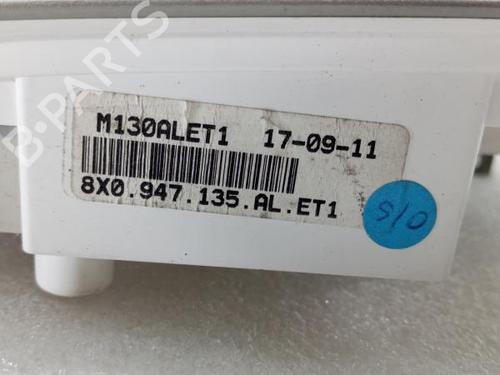 B-PARTS
M130ALET1 17-09-11
8X0.947.135.AL.ET1
S/O